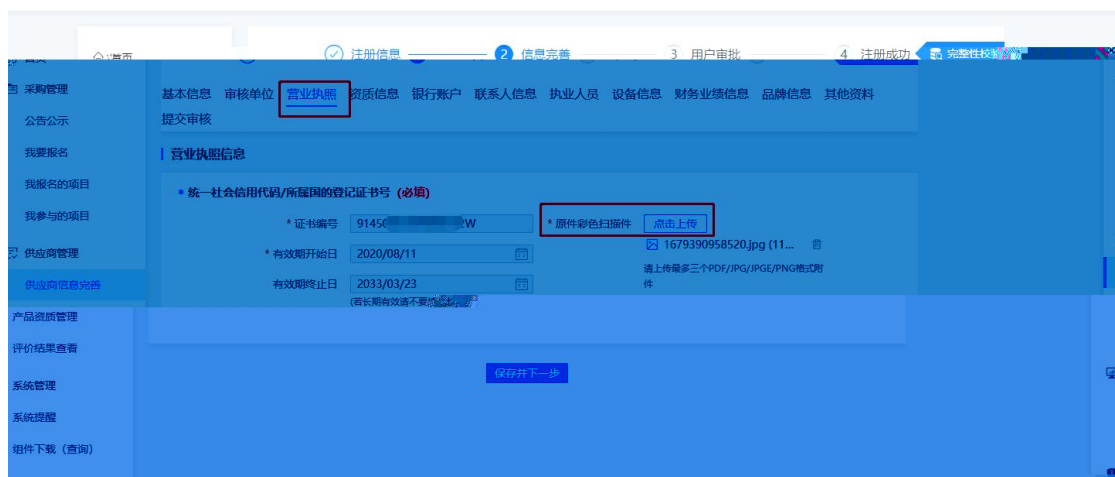 注册信息
2 信息完善
3 用户审批
4 注册成功
完整性校验
首页
采购管理
公告公示
我要报名
我报名的项目
我参与的项目
供应商管理
供应商信息完善
产品资质管理
评价结果查看
系统管理
系统提醒
组件下载（查询）
基本信息 审核单位 营业执照 资质信息 银行账户 联系人信息 执业人员 设备信息 财务业绩信息 品牌信息 其他资料
提交审核
营业执照信息
统一社会信用代码/所属国的登记证书号 (必填)
* 证书编号 9145 W
* 原件彩色扫描件 点击上传
1679390958520.jpg (11...
请上传最多三个PDF/JPG/JPGE/PNG格式附
件
* 有效期开始日 2020/08/11
有效期终止日 2033/03/23
(若长期有效请不要
保存并下一步